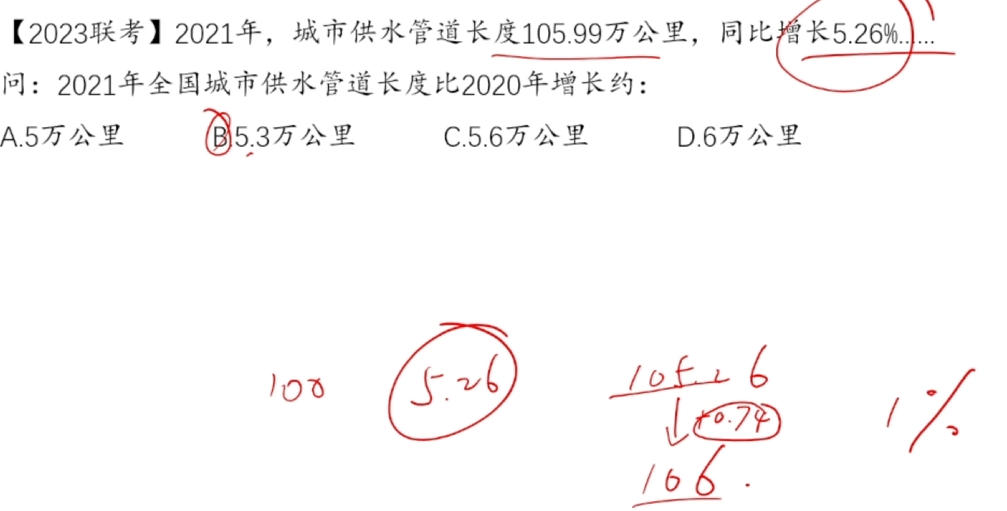 【2023联考】2021年，城市供水管道长度105.99万公里，同比增长5.26%......
问：2021年全国城市供水管道长度比2020年增长约：
A.5万公里 B.5.3万公里 C.5.6万公里 D.6万公里
100 5.26 105.26
+0.74 1%
106.